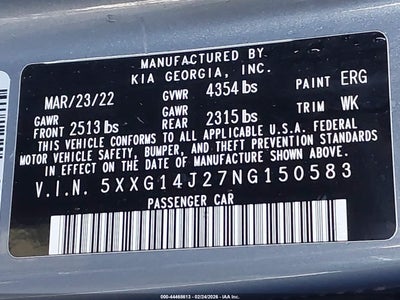 MANUFACTURED BY
KIA GEORGIA, INC.
MAR/23/22 GVWR 4354 lbs PAINT ERG
GAWR FRONT 2513 lbs GAWR REAR 2315 lbs TRIM WK
THIS VEHICLE CONFORMS TO ALL APPLICABLE U.S.A. FEDERAL
MOTOR VEHICLE SAFETY, BUMPER, AND THEFT PREVENTION STANDARDS
IN EFFECT ON THE DATE OF MANUFACTURE SHOWN ABOVE.
V.I.N. 5XXG14J27NG150583
PASSENGER CAR
000-44468613 - 02/24/2026 - IAA Inc.